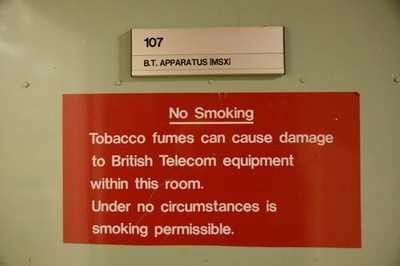 107
B.T. APPARATUS [MSX]
No Smoking
Tobacco fumes can cause damage
to British Telecom equipment
within this room.
Under no circumstances is
smoking permissible.